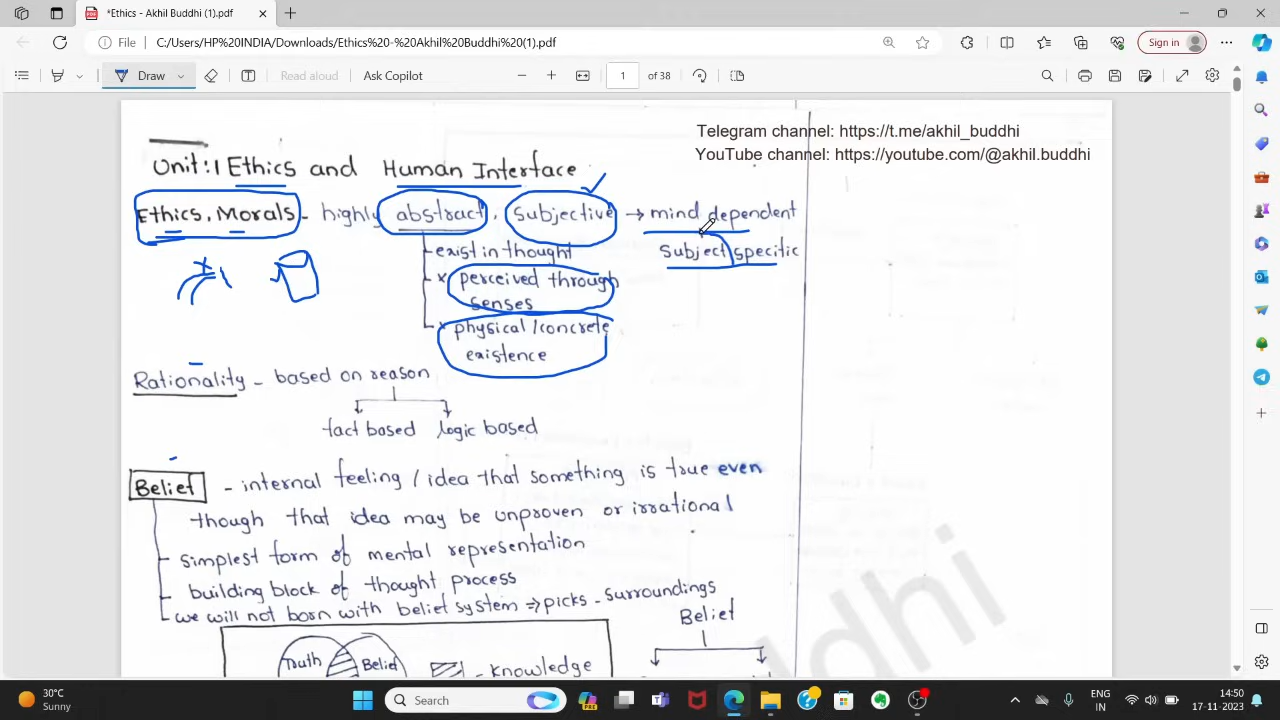 *Ethics - Akhil Buddhi (1).pdf
File C:/Users/HP%20INDIA/Downloads/Ethics%20-%20Akhil%20Buddhi%20(1).pdf
Sign in
Draw Read aloud Ask Copilot 1 of 38
Telegram channel: https://t.me/akhil_buddhi
YouTube channel: https://youtube.com/@akhil.buddhi
Unit:1 Ethics and Human Interface
Ethics, Morals - highly abstract, Subjective → mind dependent
exist in thought
Subject specific
x perceived through
senses
x physical/concrete
existence
Rationality - based on reason
fact based logic based
Belief - internal feeling / idea that something is true even
though that idea may be unproven or irrational
simplest form of mental representation
building block of thought process
we will not born with belief system ⇒ picks - surroundings
Belief
Truth Belief - knowledge
ddhi
30°C
Sunny
Search
ENG
IN
14:50
17-11-2023